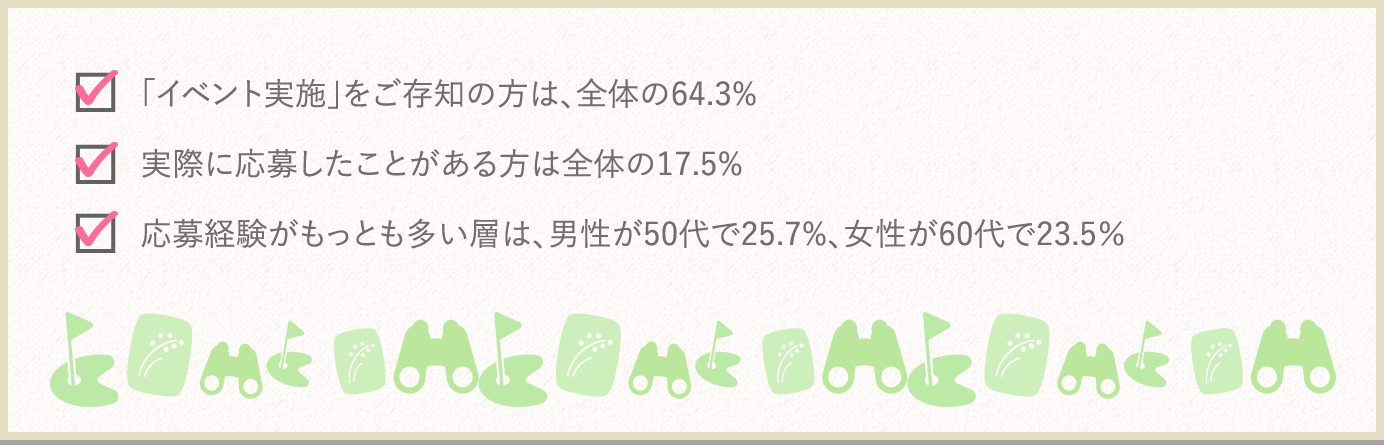 「イベント実施」をご存知の方は、全体の64.3%
実際に応募したことがある方は全体の17.5%
応募経験がもっとも多い層は、男性が50代で25.7%、女性が60代で23.5%